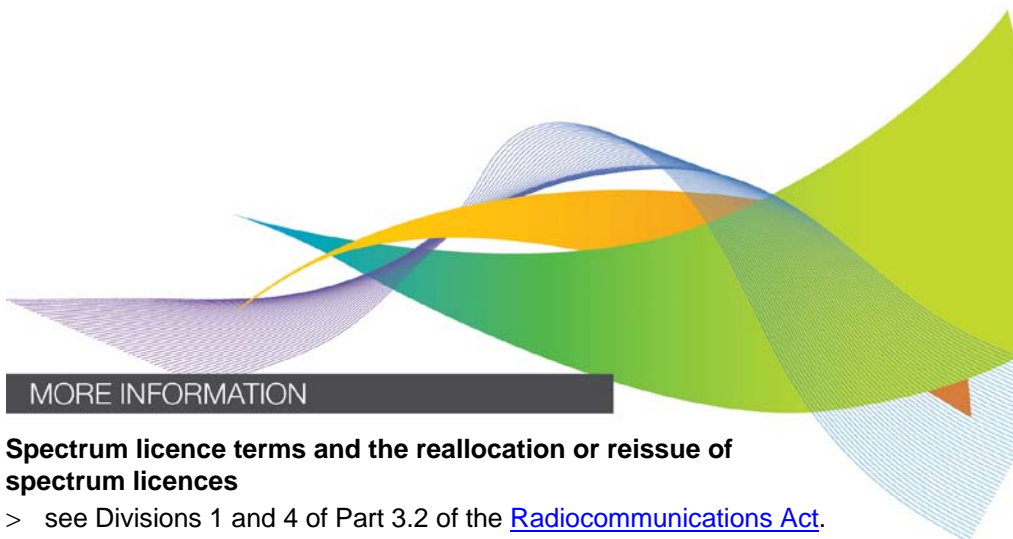 MORE INFORMATION
Spectrum licence terms and the reallocation or reissue of
spectrum licences
> see Divisions 1 and 4 of Part 3.2 of the Radiocommunications Act.